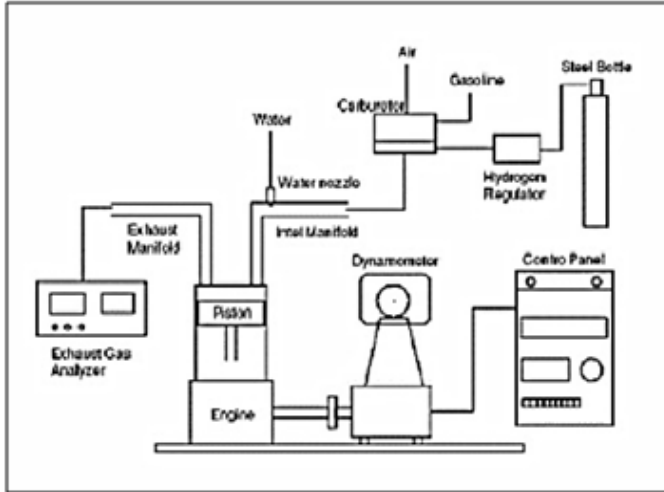 Air
Steel Bottle
Gasoline
Carburator
Water
Water nozzle
Hydrogen
Regulator
Exhaust
Manifold
Intel Manifold
Dynamometer
Contro Panel
Piston
Exhaust Gas
Analyzer
Engine